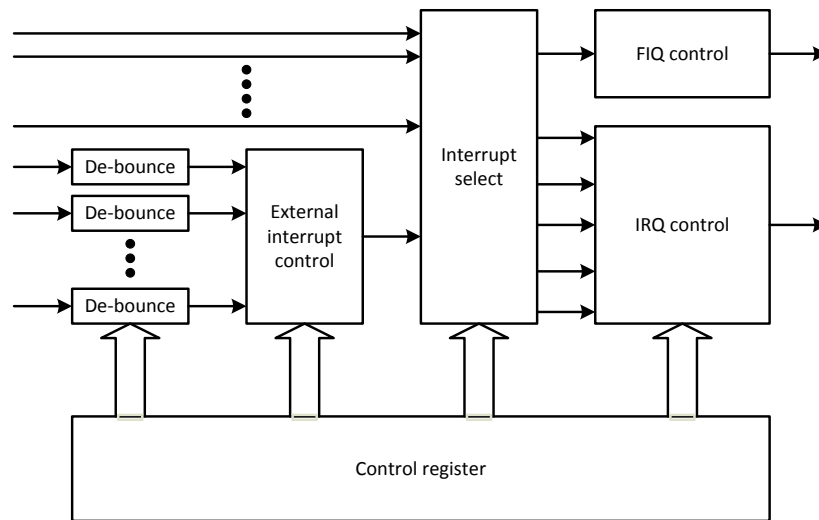 FIQ control
Interrupt
select
De-bounce
De-bounce
De-bounce
External
interrupt
control
IRQ control
Control register